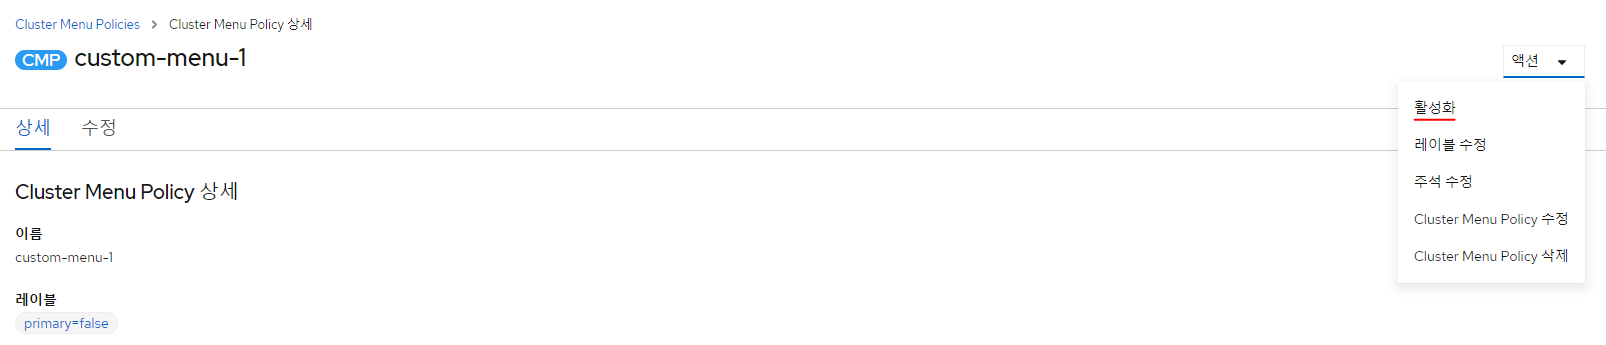 Cluster Menu Policies > Cluster Menu Policy 상세
CMP custom-menu-1
액션
활성화
레이블 수정
주석 수정
Cluster Menu Policy 수정
Cluster Menu Policy 삭제
상세 수정
Cluster Menu Policy 상세
이름
custom-menu-1
레이블
primary=false